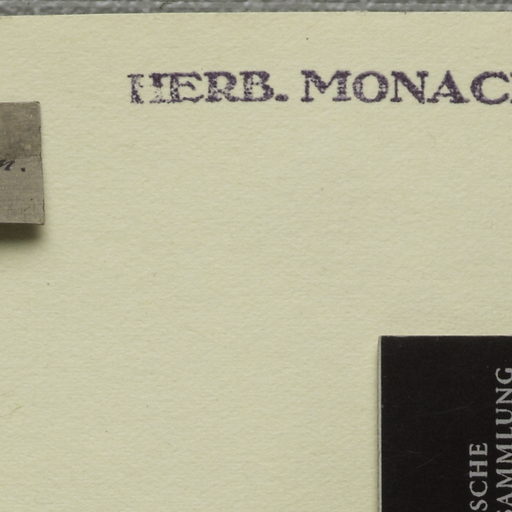 HERB. MONAC
n.
SCHE
SAMMLUNG